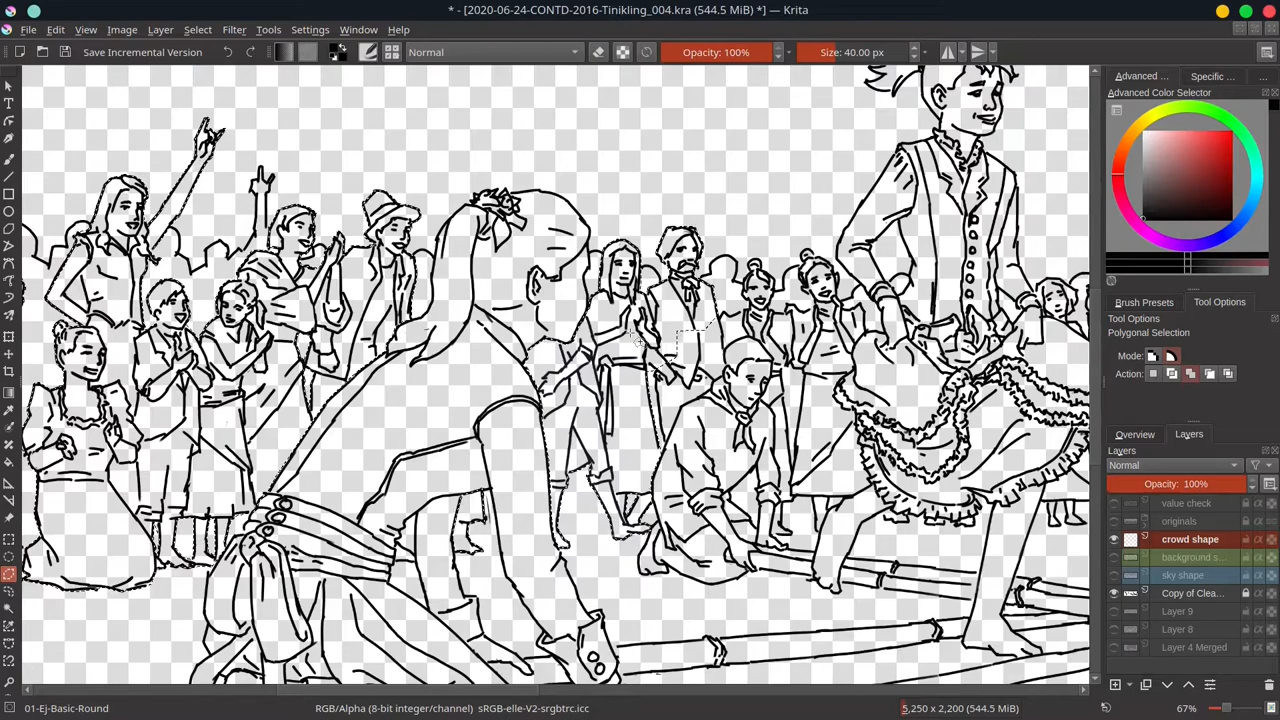 * - [2020-06-24-CONTD-2016-Tinikling_004.kra (544.5 MiB) *] — Krita
File Edit View Image Layer Select Filter Tools Settings Window Help
Save Incremental Version Normal Opacity: 100% Size: 40.00 px
Advanced ... Specific ... ...
Advanced Color Selector
Brush Presets Tool Options
Tool Options
Polygonal Selection
Mode:
Action:
Overview Layers
Layers
Normal
Opacity: 100%
value check
originals
crowd shape
background s...
sky shape
Copy of Clea...
Layer 9
Layer 8
Layer 4 Merged
01-Ej-Basic-Round RGB/Alpha (8-bit integer/channel) sRGB-elle-V2-srgbtrc.icc 5,250 x 2,200 (544.5 MiB) 67%